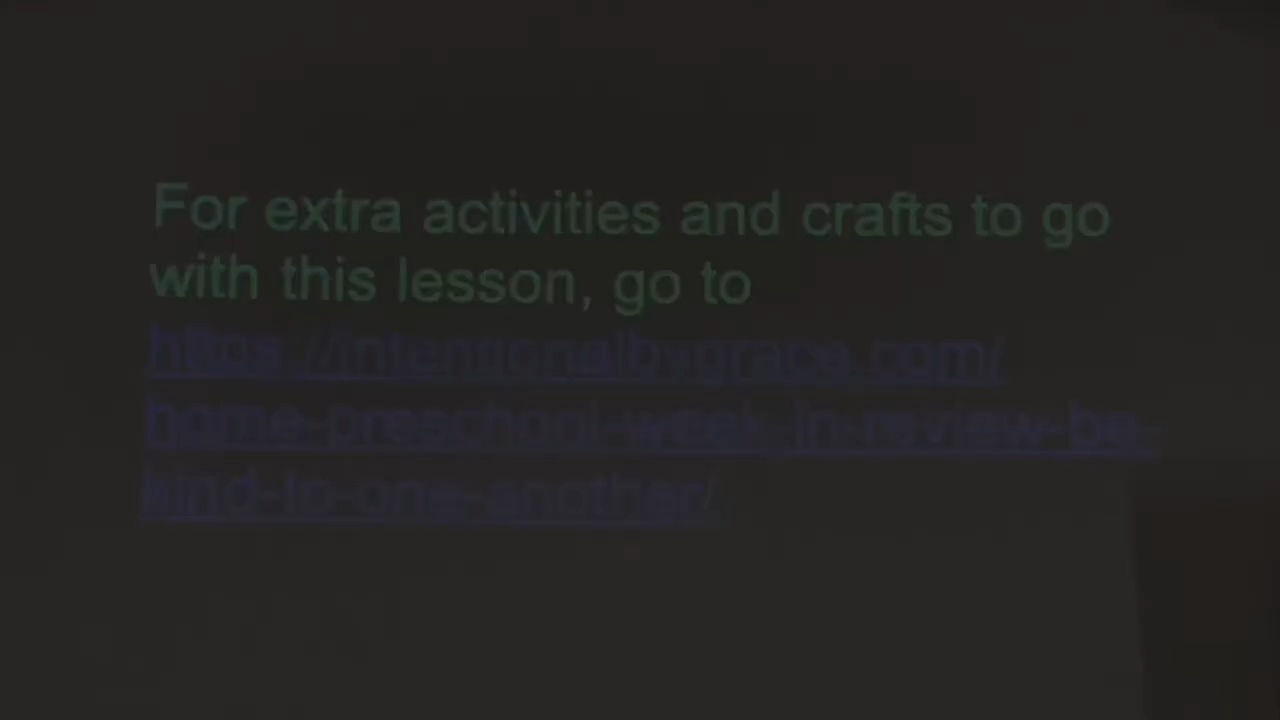 For extra activities and crafts to go
with this lesson, go to
https://intentionalbygrace.com/
home-preschool-week-in-review-be-
kind-to-one-another/